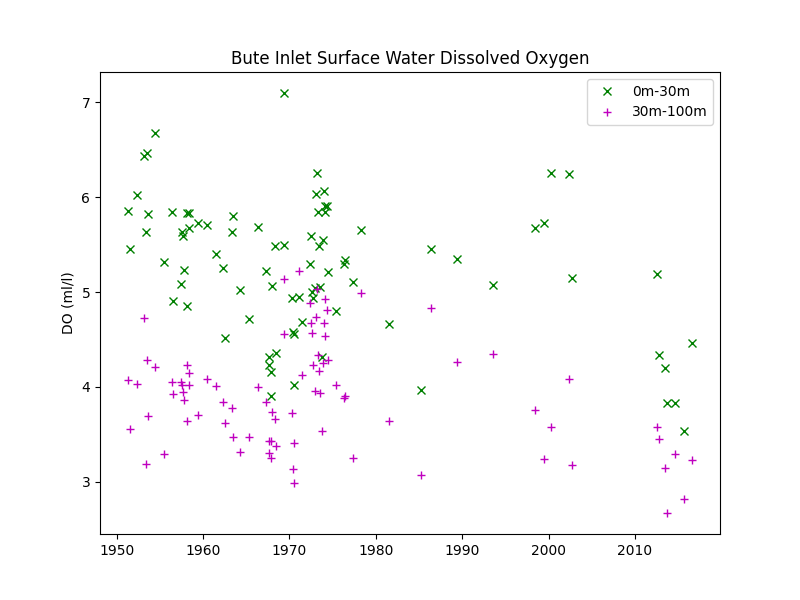 Bute Inlet Surface Water Dissolved Oxygen
0m-30m
30m-100m
DO (ml/l)
7
6
5
4
3
1950 1960 1970 1980 1990 2000 2010